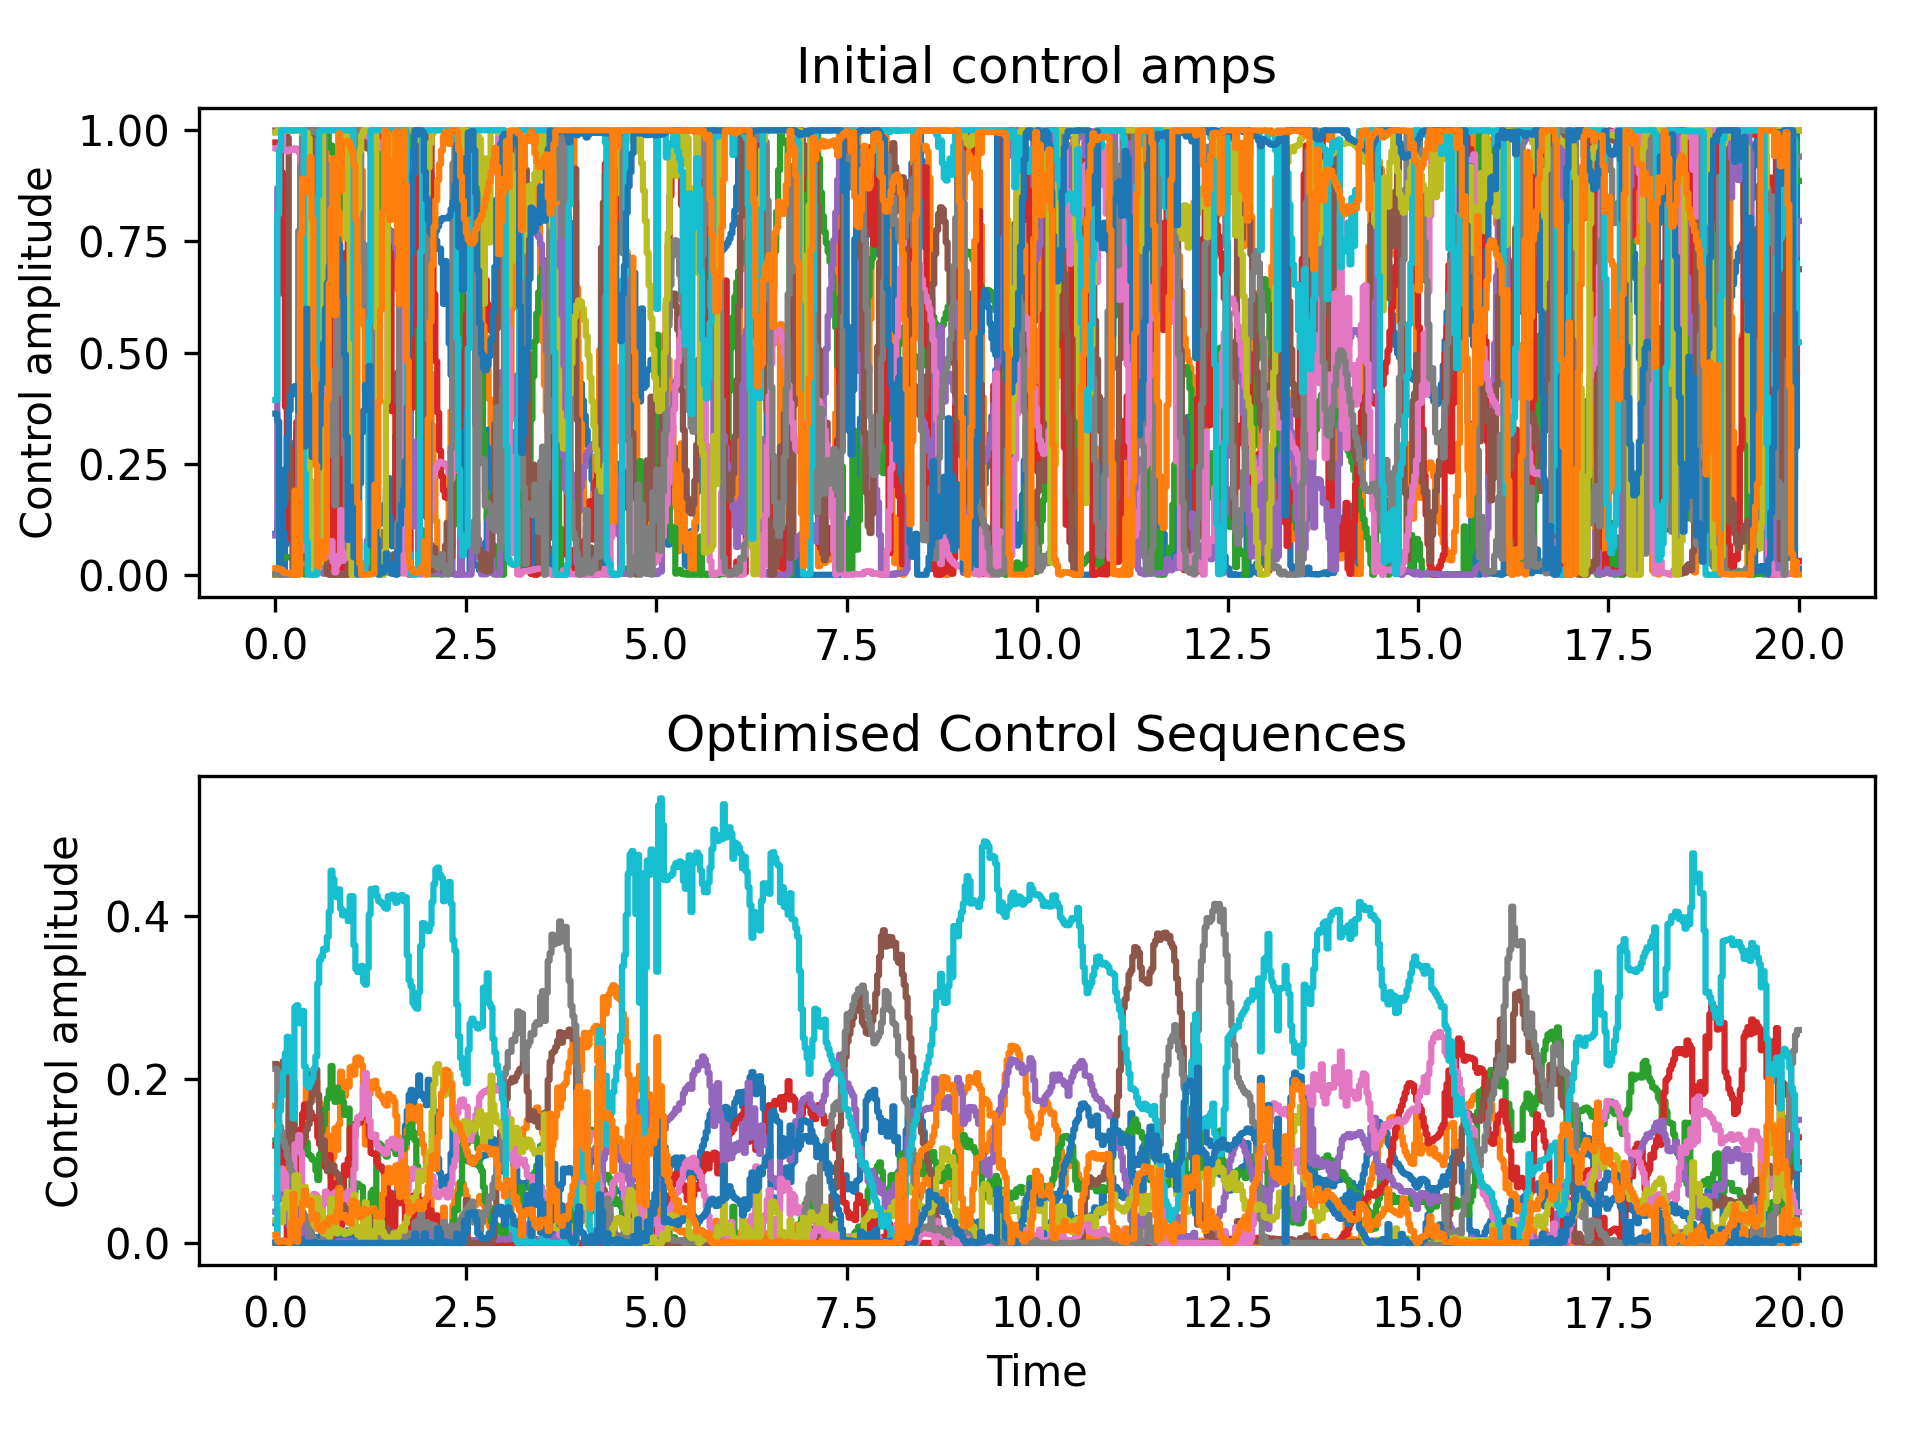 Initial control amps
Control amplitude
1.00
0.75
0.50
0.25
0.00
0.0 2.5 5.0 7.5 10.0 12.5 15.0 17.5 20.0
Optimised Control Sequences
Control amplitude
0.4
0.2
0.0
0.0 2.5 5.0 7.5 10.0 12.5 15.0 17.5 20.0
Time